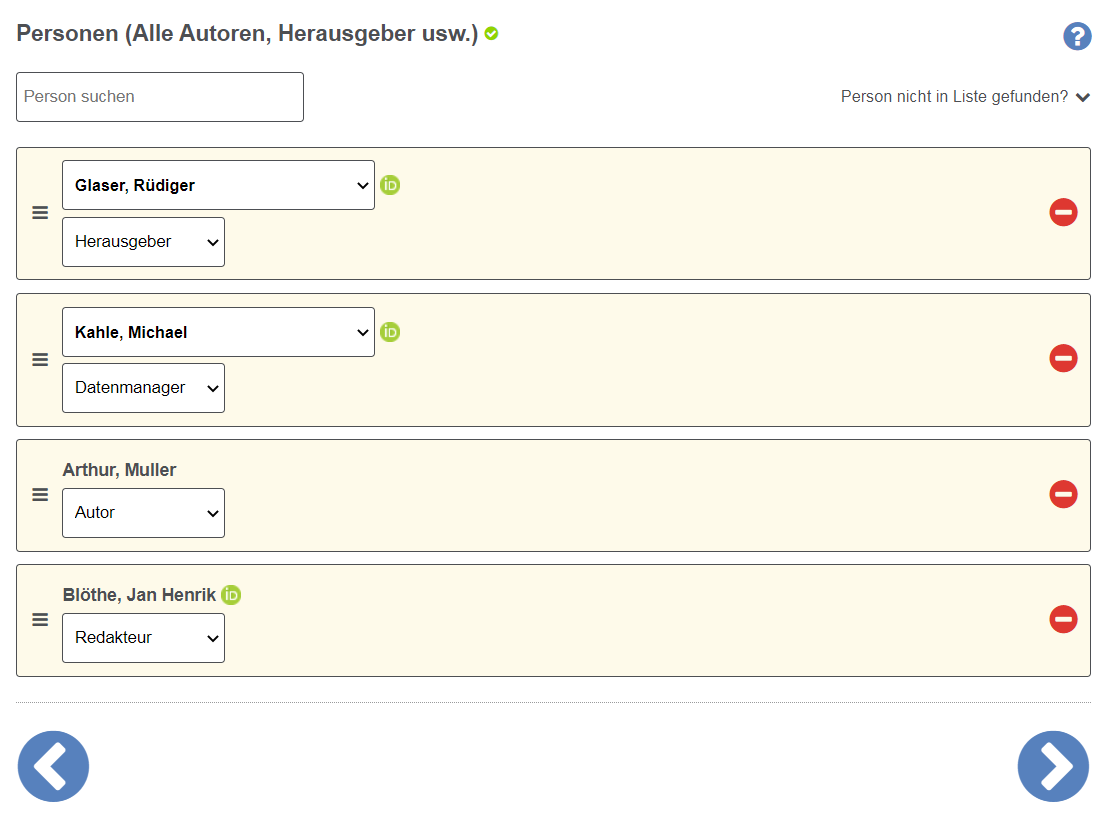 Personen (Alle Autoren, Herausgeber usw.)
?
Person suchen
Person nicht in Liste gefunden?
Glaser, Rüdiger
iD
Herausgeber
Kahle, Michael
iD
Datenmanager
Arthur, Muller
Autor
Blöthe, Jan Henrik iD
Redakteur